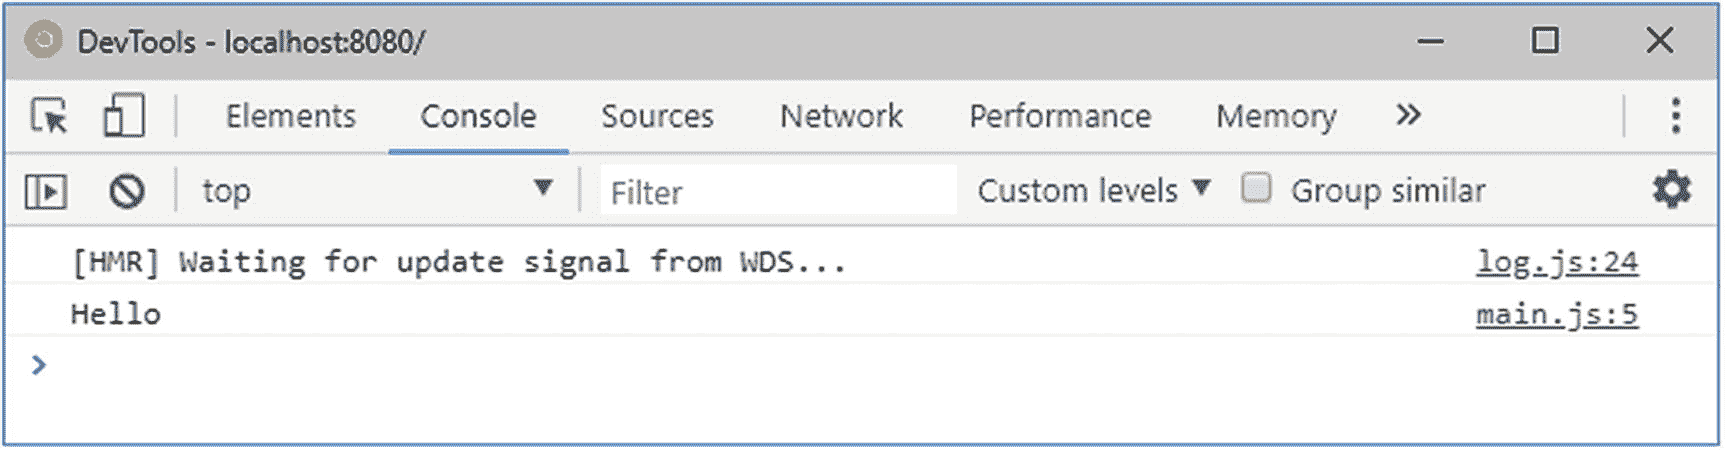 DevTools - localhost:8080/
Elements Console Sources Network Performance Memory »
top Filter Custom levels Group similar
[HMR] Waiting for update signal from WDS... log.js:24
Hello main.js:5